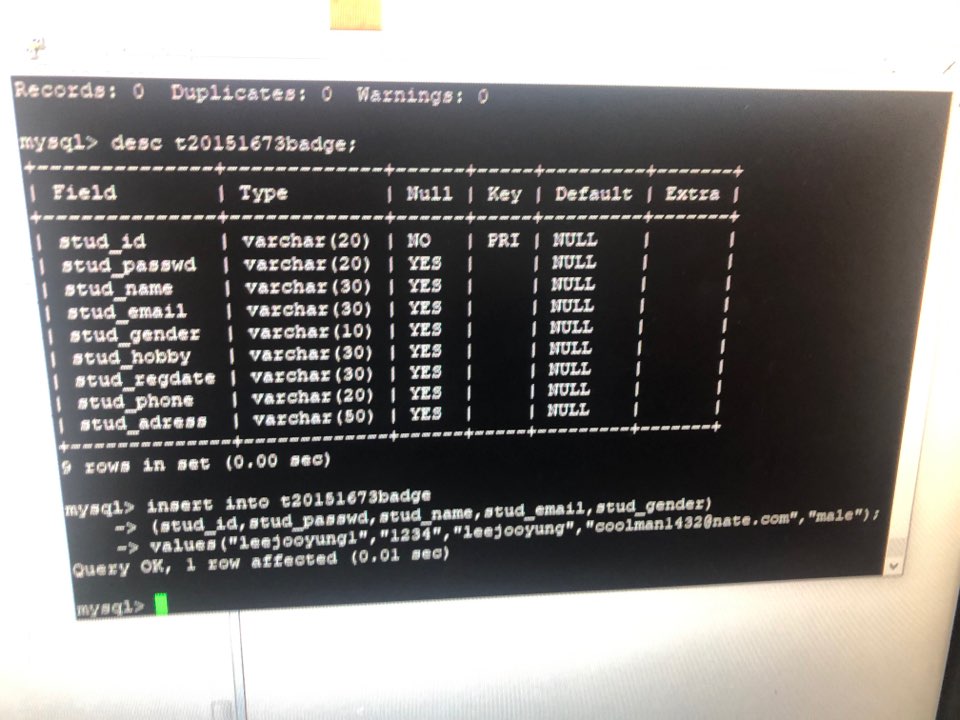 Records: 0  Duplicates: 0  Warnings: 0
mysql> desc t20151673badge;
+---------------+-------------+------+-----+---------+-------+
| Field         | Type        | Null | Key | Default | Extra |
+---------------+-------------+------+-----+---------+-------+
| stud_id       | varchar(20) | NO   | PRI | NULL    |       |
| stud_passwd   | varchar(20) | YES  |     | NULL    |       |
| stud_name     | varchar(30) | YES  |     | NULL    |       |
| stud_email    | varchar(30) | YES  |     | NULL    |       |
| stud_gender   | varchar(10) | YES  |     | NULL    |       |
| stud_hobby    | varchar(30) | YES  |     | NULL    |       |
| stud_regdate  | varchar(30) | YES  |     | NULL    |       |
| stud_phone    | varchar(20) | YES  |     | NULL    |       |
| stud_adress   | varchar(50) | YES  |     | NULL    |       |
+---------------+-------------+------+-----+---------+-------+
9 rows in set (0.00 sec)
mysql> insert into t20151673badge
    -> (stud_id,stud_passwd,stud_name,stud_email,stud_gender)
    -> values("leejooyung1","1234","leejooyung","coolman1432@nate.com","male");
Query OK, 1 row affected (0.01 sec)
mysql>